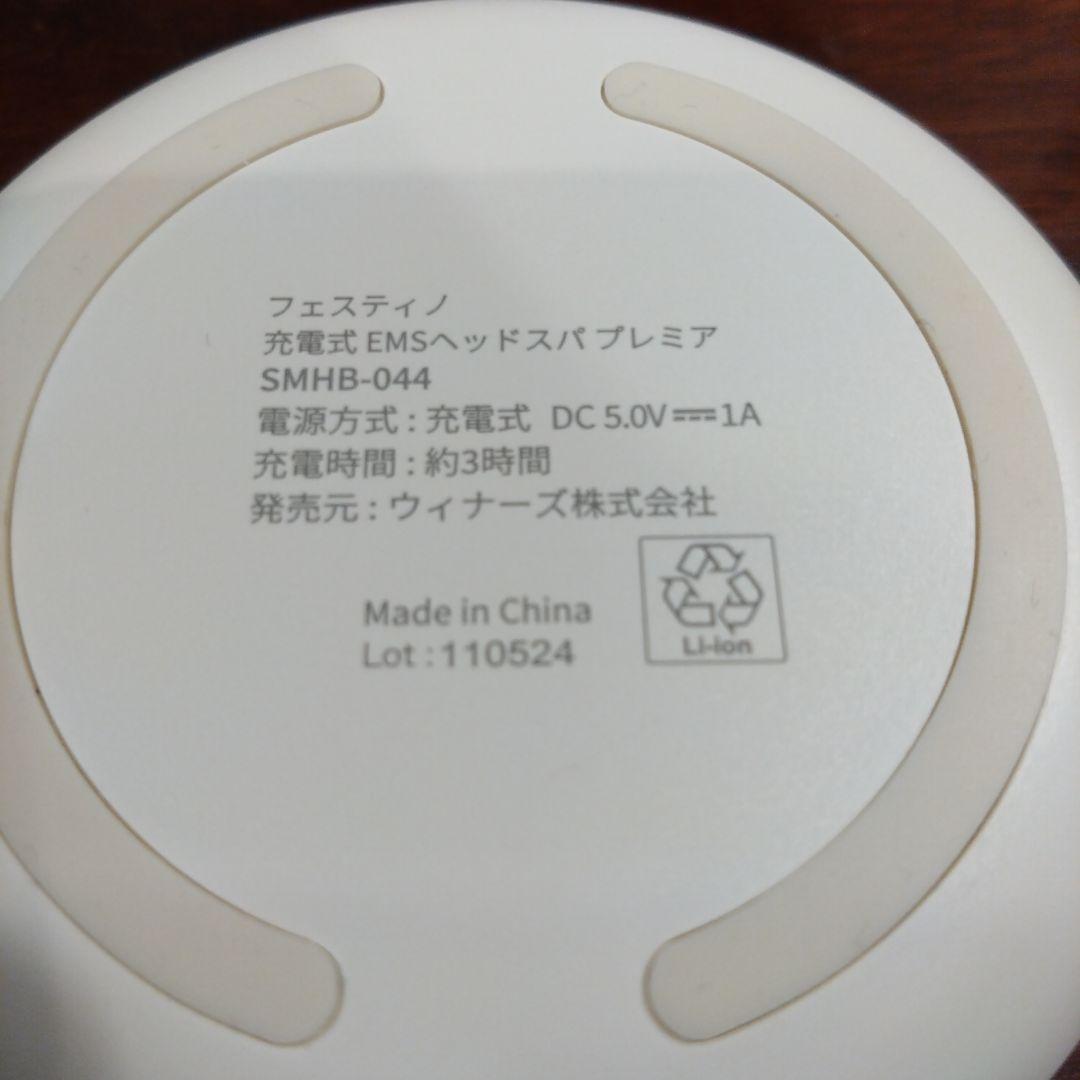 フェスティノ
充電式 EMSヘッドスパ プレミア
SMHB-044
電源方式 : 充電式 DC 5.0V⎓1A
充電時間 : 約3時間
発売元 : ウィナーズ株式会社
Made in China
Lot : 110524
Li-ion